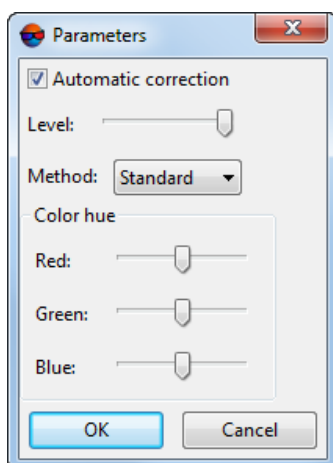 Parameters
Automatic correction
Level:
Method: Standard
Color hue
Red:
Green:
Blue:
OK Cancel